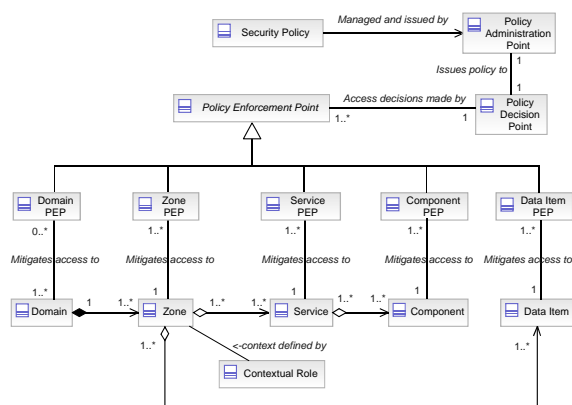 Managed and issued by
Security Policy
Policy
Administration
Point
1
Issues policy to
1
Policy Enforcement Point
Access decisions made by
1..*
1
Policy
Decision
Point
Domain
PEP
Zone
PEP
Service
PEP
Component
PEP
Data Item
PEP
0..*
1..*
1..*
1..*
1..*
Mitigates access to
Mitigates access to
Mitigates access to
Mitigates access to
Mitigates access to
1..*
1
1
1
1
Domain
1
1..*
Zone
1..*
1..*
Service
1..*
1..*
Component
Data Item
1..*
<-context defined by
1..*
Contextual Role